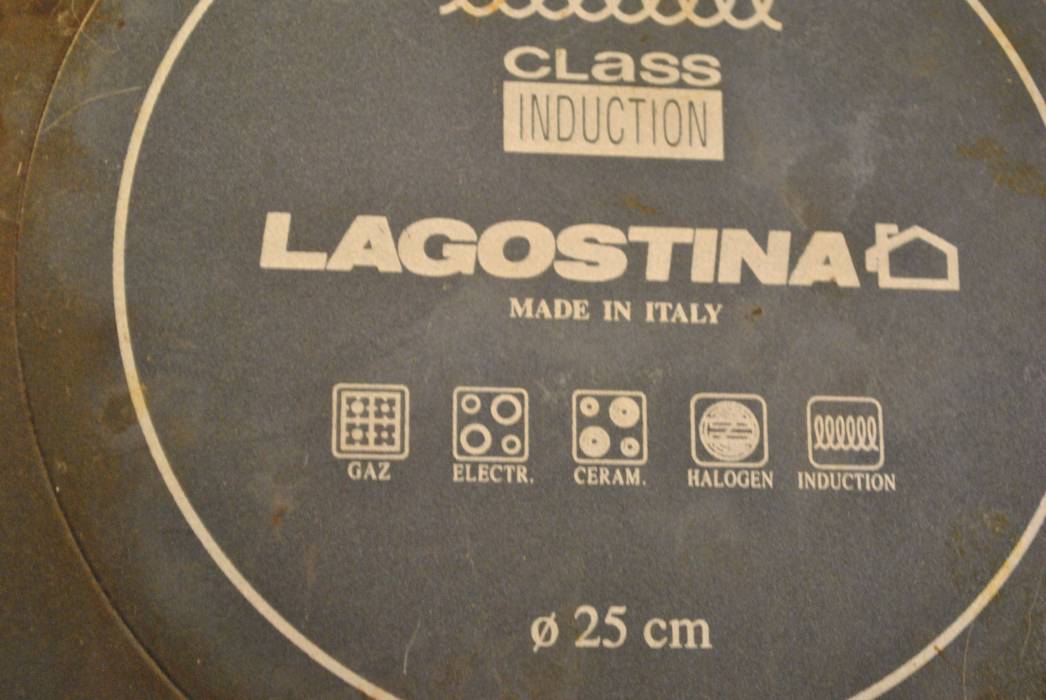 CLass
INDUCTION
LAGOSTINA
MADE IN ITALY
GAZ ELECTR. CERAM. HALOGEN INDUCTION
ø 25 cm